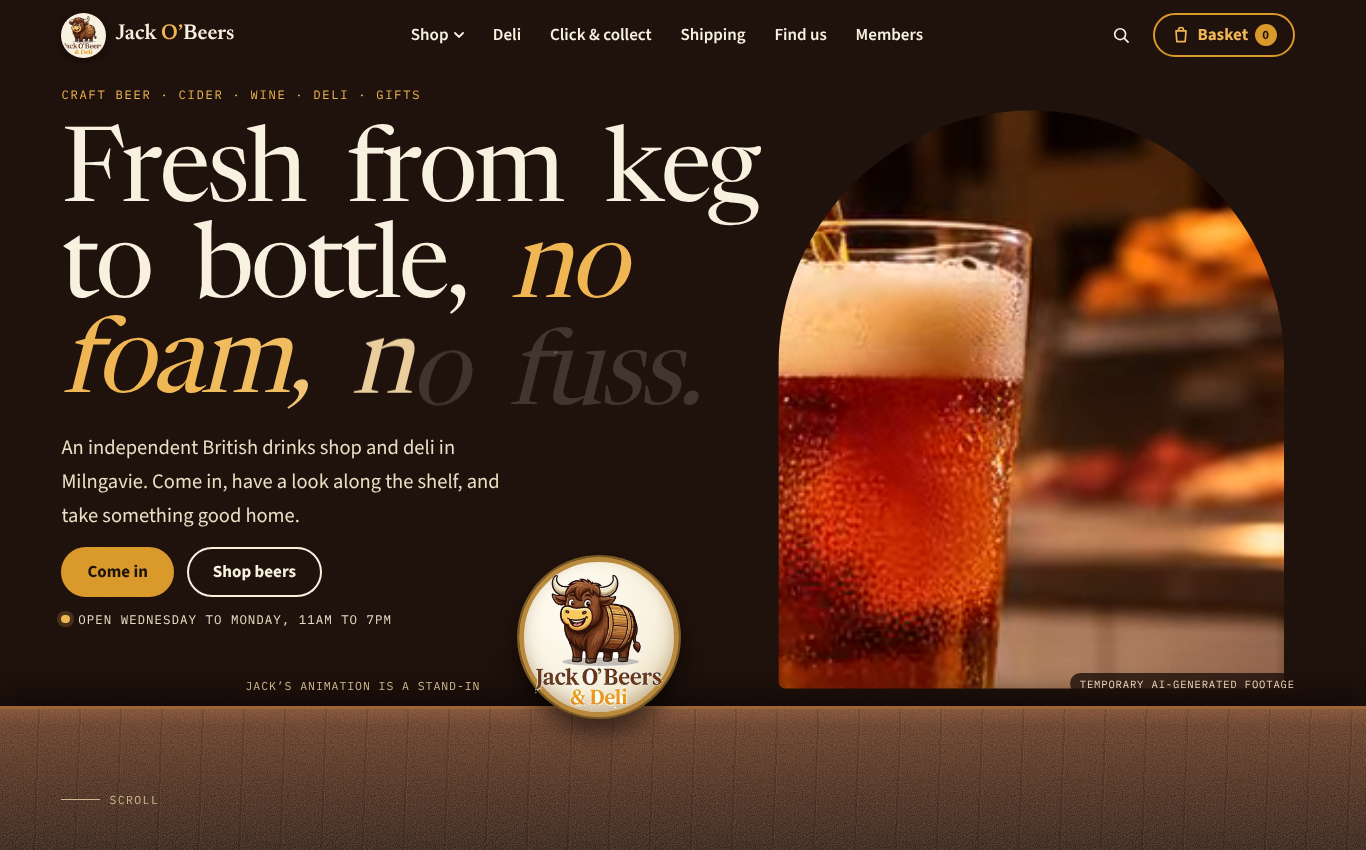 Jack O'Beers
& Deli
Jack O’Beers
Shop
Deli
Click & collect
Shipping
Find us
Members
Basket
0
CRAFT BEER · CIDER · WINE · DELI · GIFTS
Fresh from keg
to bottle, no
foam, no fuss.
An independent British drinks shop and deli in
Milngavie. Come in, have a look along the shelf, and
take something good home.
Come in
Shop beers
OPEN WEDNESDAY TO MONDAY, 11AM TO 7PM
Jack O'Beers
& Deli
JACK’S ANIMATION IS A STAND-IN
TEMPORARY AI-GENERATED FOOTAGE
SCROLL